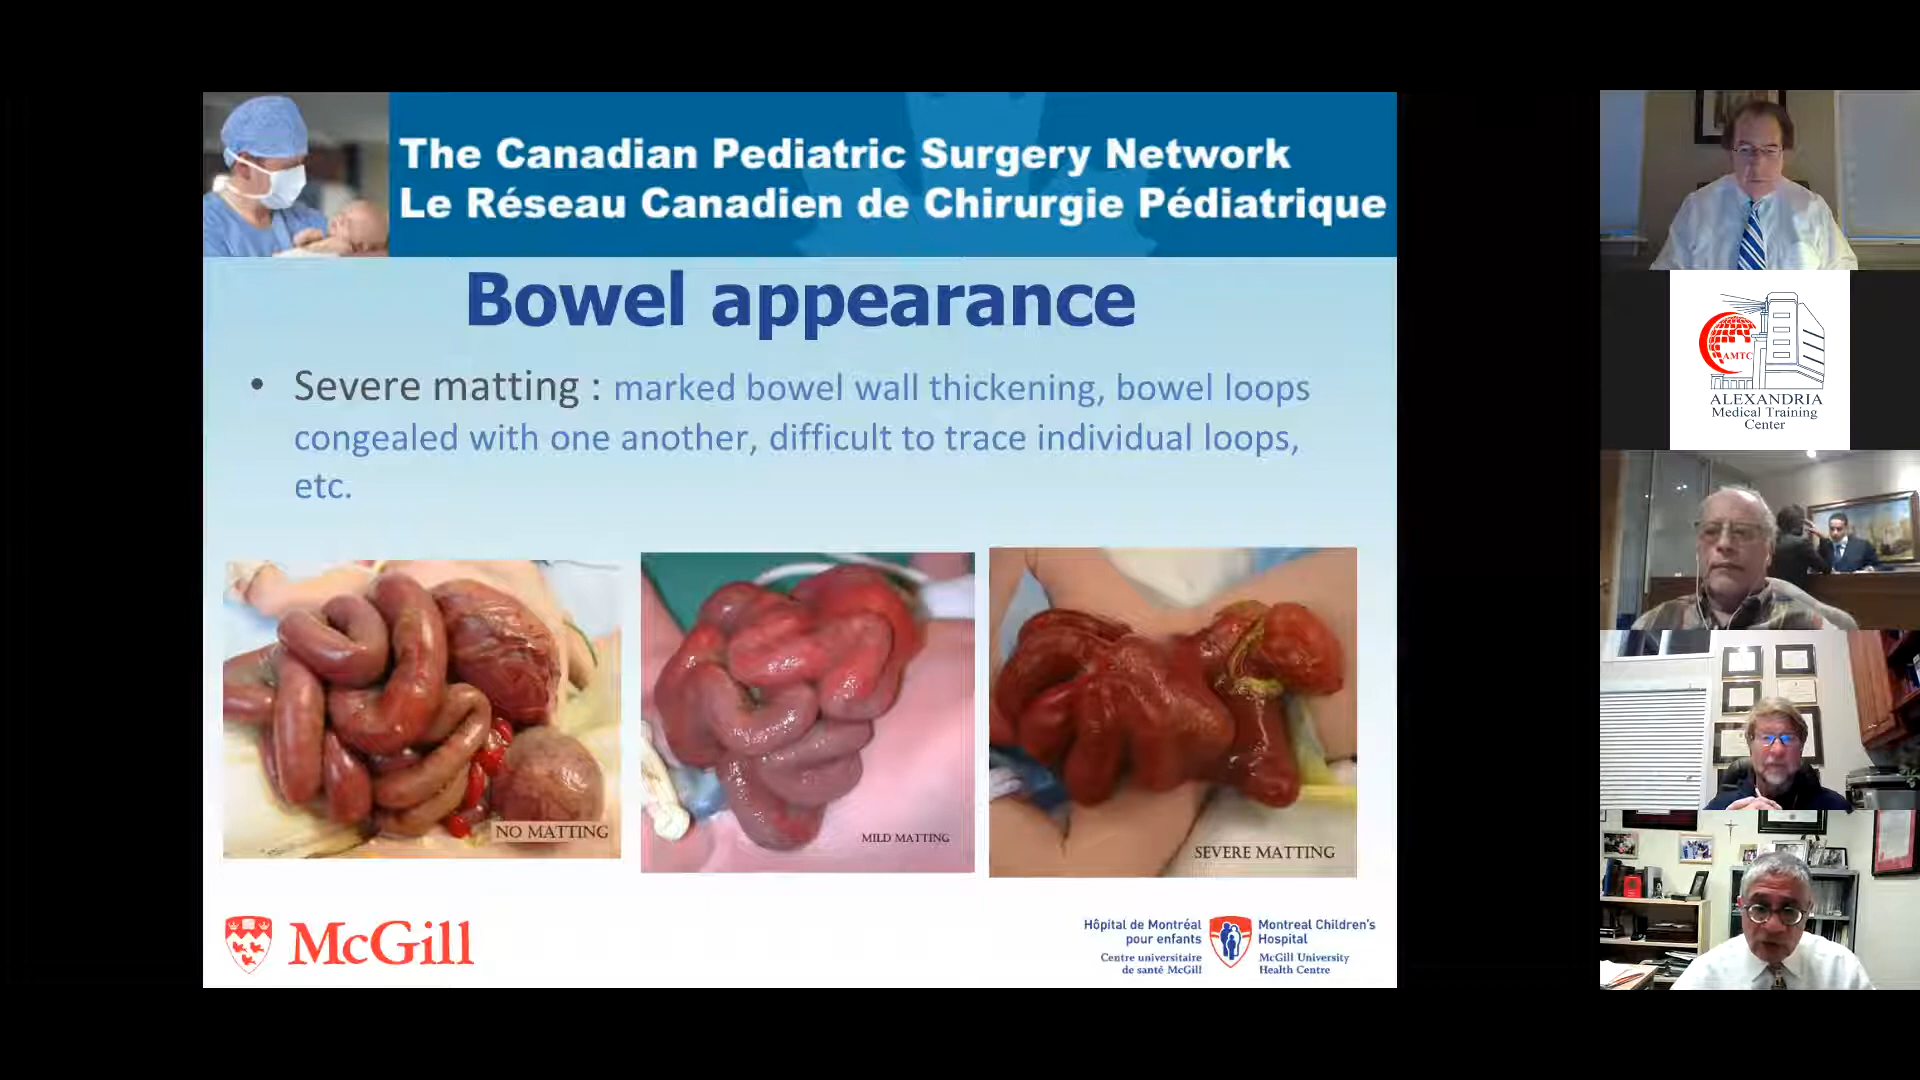 The Canadian Pediatric Surgery Network
Le Réseau Canadien de Chirurgie Pédiatrique
Bowel appearance
• Severe matting : marked bowel wall thickening, bowel loops
congealed with one another, difficult to trace individual loops,
etc.
NO MATTING
MILD MATTING
SEVERE MATTING
McGill
Hôpital de Montréal
pour enfants
Centre universitaire
de santé McGill
Montreal Children's
Hospital
McGill University
Health Centre
AMTC
ALEXANDRIA
Medical Training
Center